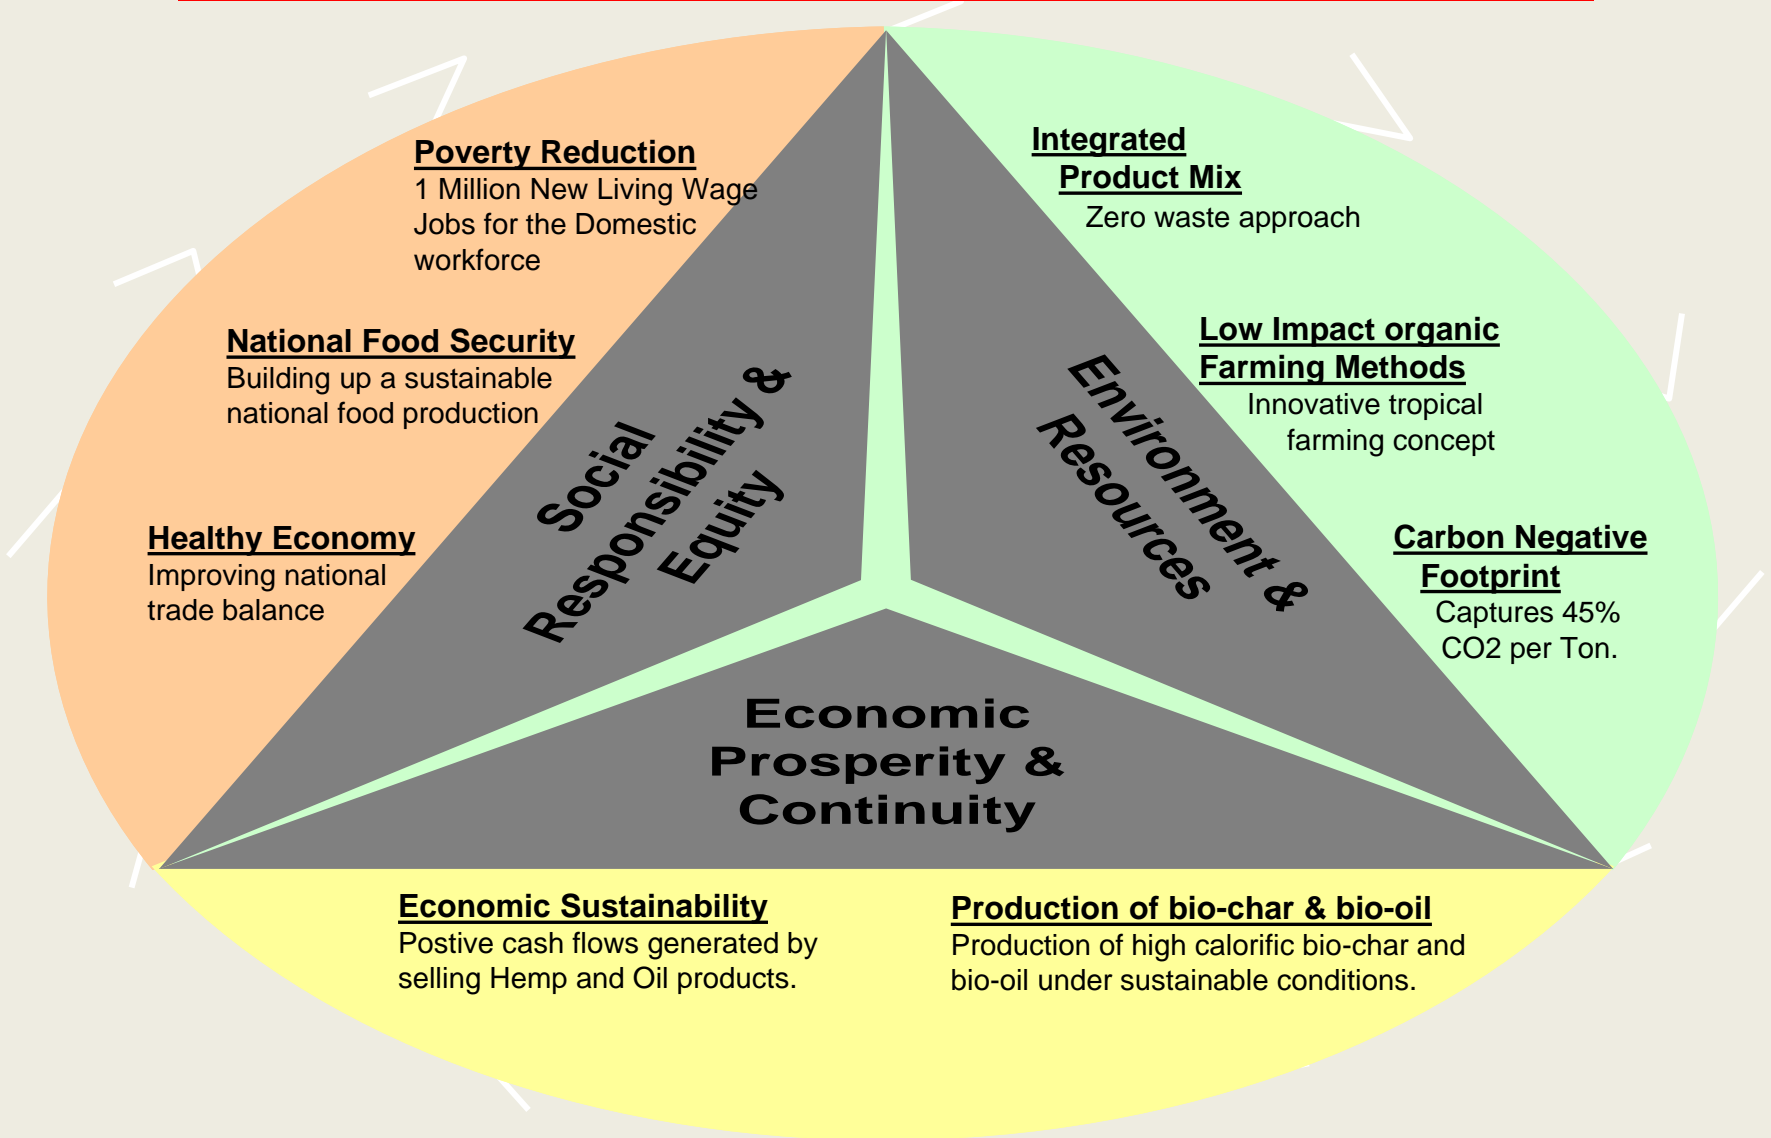 Poverty Reduction
1 Million New Living Wage
Jobs for the Domestic
workforce
National Food Security
Building up a sustainable
national food production
Healthy Economy
Improving national
trade balance
Social
Responsibility &
Equity
Integrated
Product Mix
Zero waste approach
Low Impact organic
Farming Methods
Innovative tropical
farming concept
Carbon Negative
Footprint
Captures 45%
CO2 per Ton.
Environment &
Resources
Economic
Prosperity &
Continuity
Economic Sustainability
Postive cash flows generated by
selling Hemp and Oil products.
Production of bio-char & bio-oil
Production of high calorific bio-char and
bio-oil under sustainable conditions.